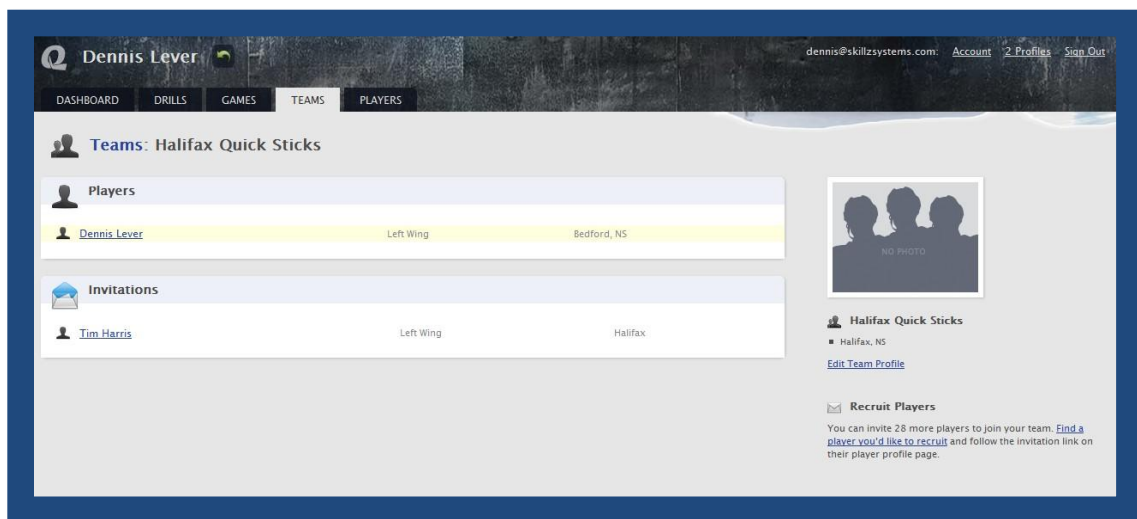 Dennis Lever
dennis@skillzsystems.com: Account 2 Profiles Sign Out
DASHBOARD DRILLS GAMES TEAMS PLAYERS
Teams: Halifax Quick Sticks
Players
Dennis Lever Left Wing Bedford, NS
Invitations
Tim Harris Left Wing Halifax
NO PHOTO
Halifax Quick Sticks
Halifax, NS
Edit Team Profile
Recruit Players
You can invite 28 more players to join your team. Find a
player you'd like to recruit and follow the invitation link on
their player profile page.